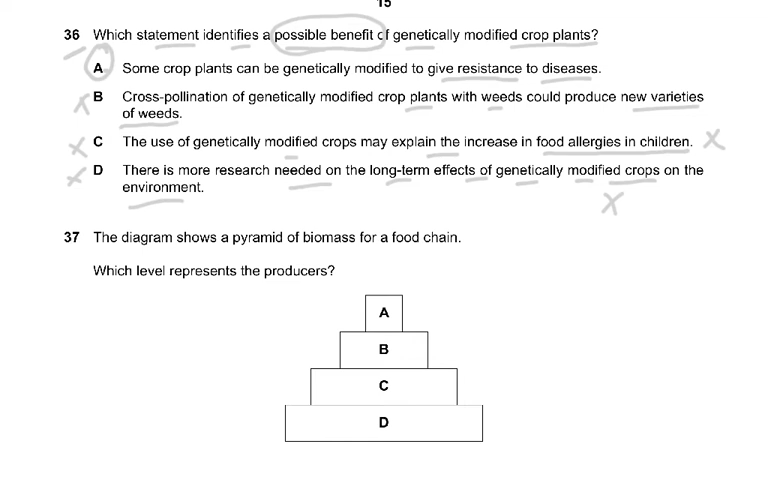 15
36 Which statement identifies a possible benefit of genetically modified crop plants?
A Some crop plants can be genetically modified to give resistance to diseases.
B Cross-pollination of genetically modified crop plants with weeds could produce new varieties
of weeds.
C The use of genetically modified crops may explain the increase in food allergies in children.
D There is more research needed on the long-term effects of genetically modified crops on the
environment.
37 The diagram shows a pyramid of biomass for a food chain.
Which level represents the producers?
A
B
C
D